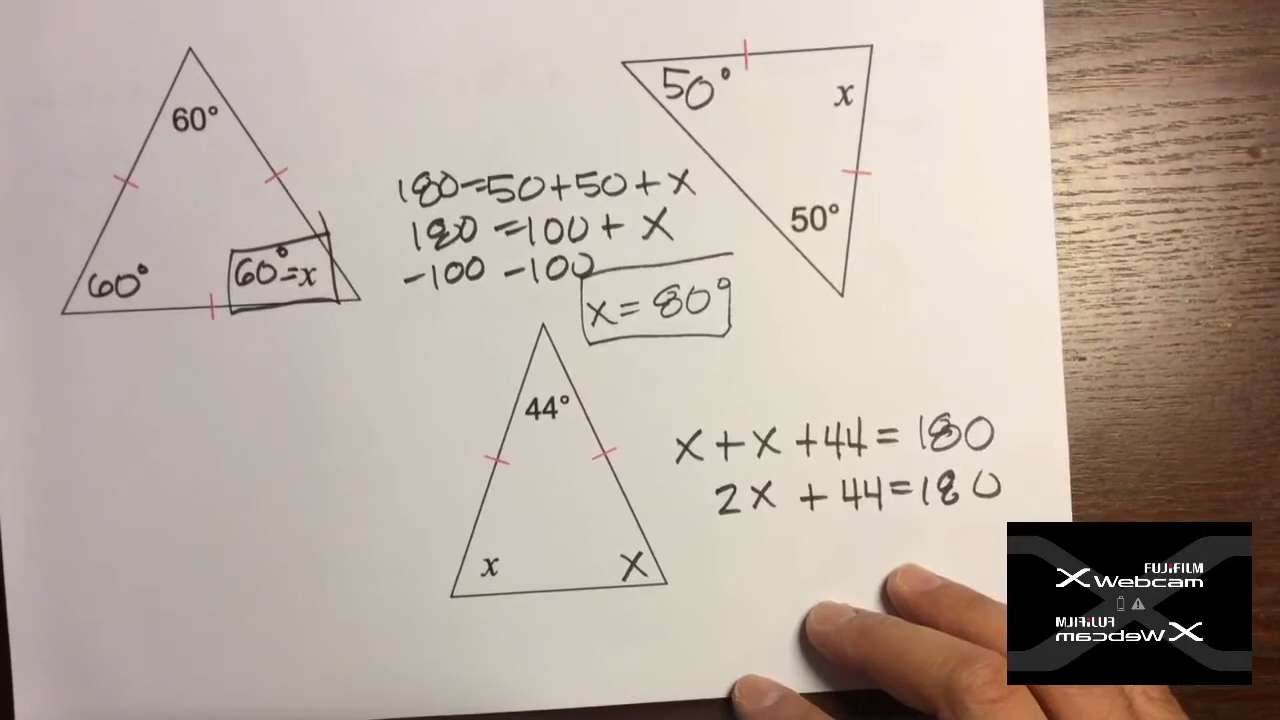 60°
60°
60°=x
50°
x
50°
180=50+50+x
180=100+x
-100 -100
x=80°
44°
x
x
x+x+44=180
2x+44=180
FUJIFILM
X Webcam
FUJIFILM
X Webcam